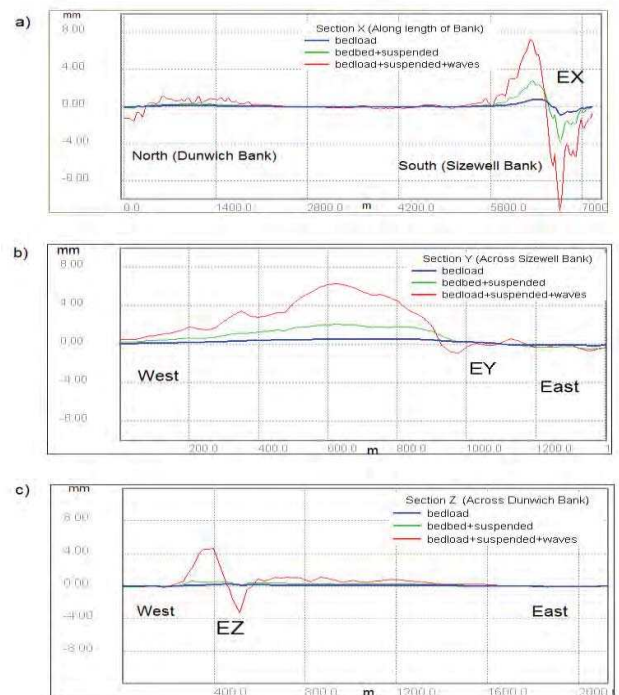 a)
mm
Section X (Along length of Bank)
bedload
bedbed+suspended
bedload+suspended+waves
8.00
4.00
0.00
-4.00
-8.00
EX
North (Dunwich Bank)
South (Sizewell Bank)
0.0 1400.0 2800.0 m 4200.0 5600.0 7000
b)
mm
Section Y (Across Sizewell Bank)
bedload
bedbed+suspended
bedload+suspended+waves
8.00
4.00
0.00
-4.00
-8.00
West
EY
East
200.0 400.0 600.0 m 800.0 1000.0 1200.0 1
c)
mm
Section Z (Across Dunwich Bank)
bedload
bedbed+suspended
bedload+suspended+waves
8.00
4.00
0.00
-4.00
-8.00
West
East
EZ
400.0 800.0 m 1200.0 1600.0 2000